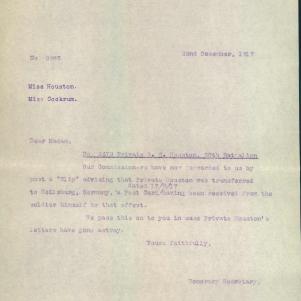 22nd December, 1917
No
Miss Houston.
Miss Cockrum.
Dear Madam,
No. Private Houston, Battalion
Our Commissioners have now forwarded to us by
post a "Slip" advising that Private Houston was transferred
dated
to Germany, a Post Card having been received from the
soldier himself to that effect.
We pass this on to you in case Private Houston's
letters have gone astray.
Yours faithfully,
Honorary Secretary.